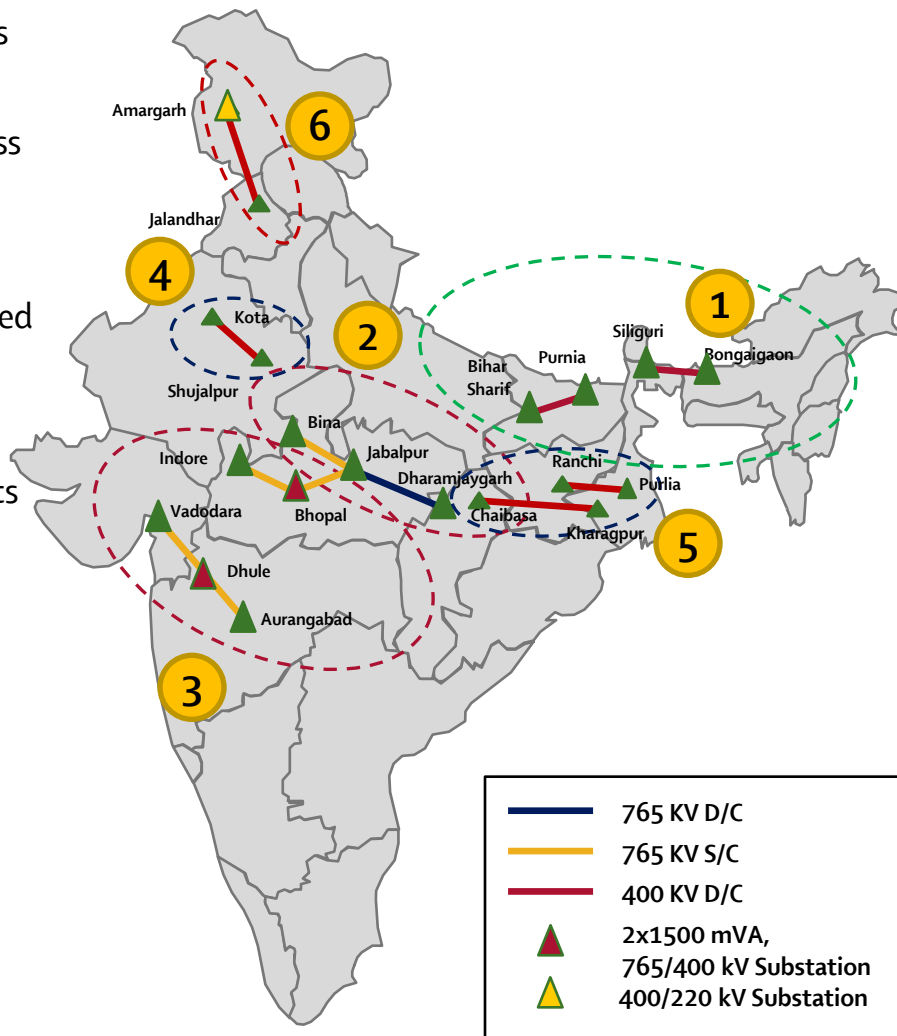 s
ss
ed
cs
Amargarh
6
Jalandhar
4
Kota
Shujalpur
2
1
Siliguri
Bongaigaon
Purnia
Bihar
Sharif
Bina
Indore
Jabalpur
Bhopal
Dharamjaygarh
Ranchi
Purlia
Chaibasa
Kharagpur
5
Vadodara
Dhule
Aurangabad
3
765 KV D/C
765 KV S/C
400 KV D/C
2x1500 mVA,
765/400 kV Substation
400/220 kV Substation